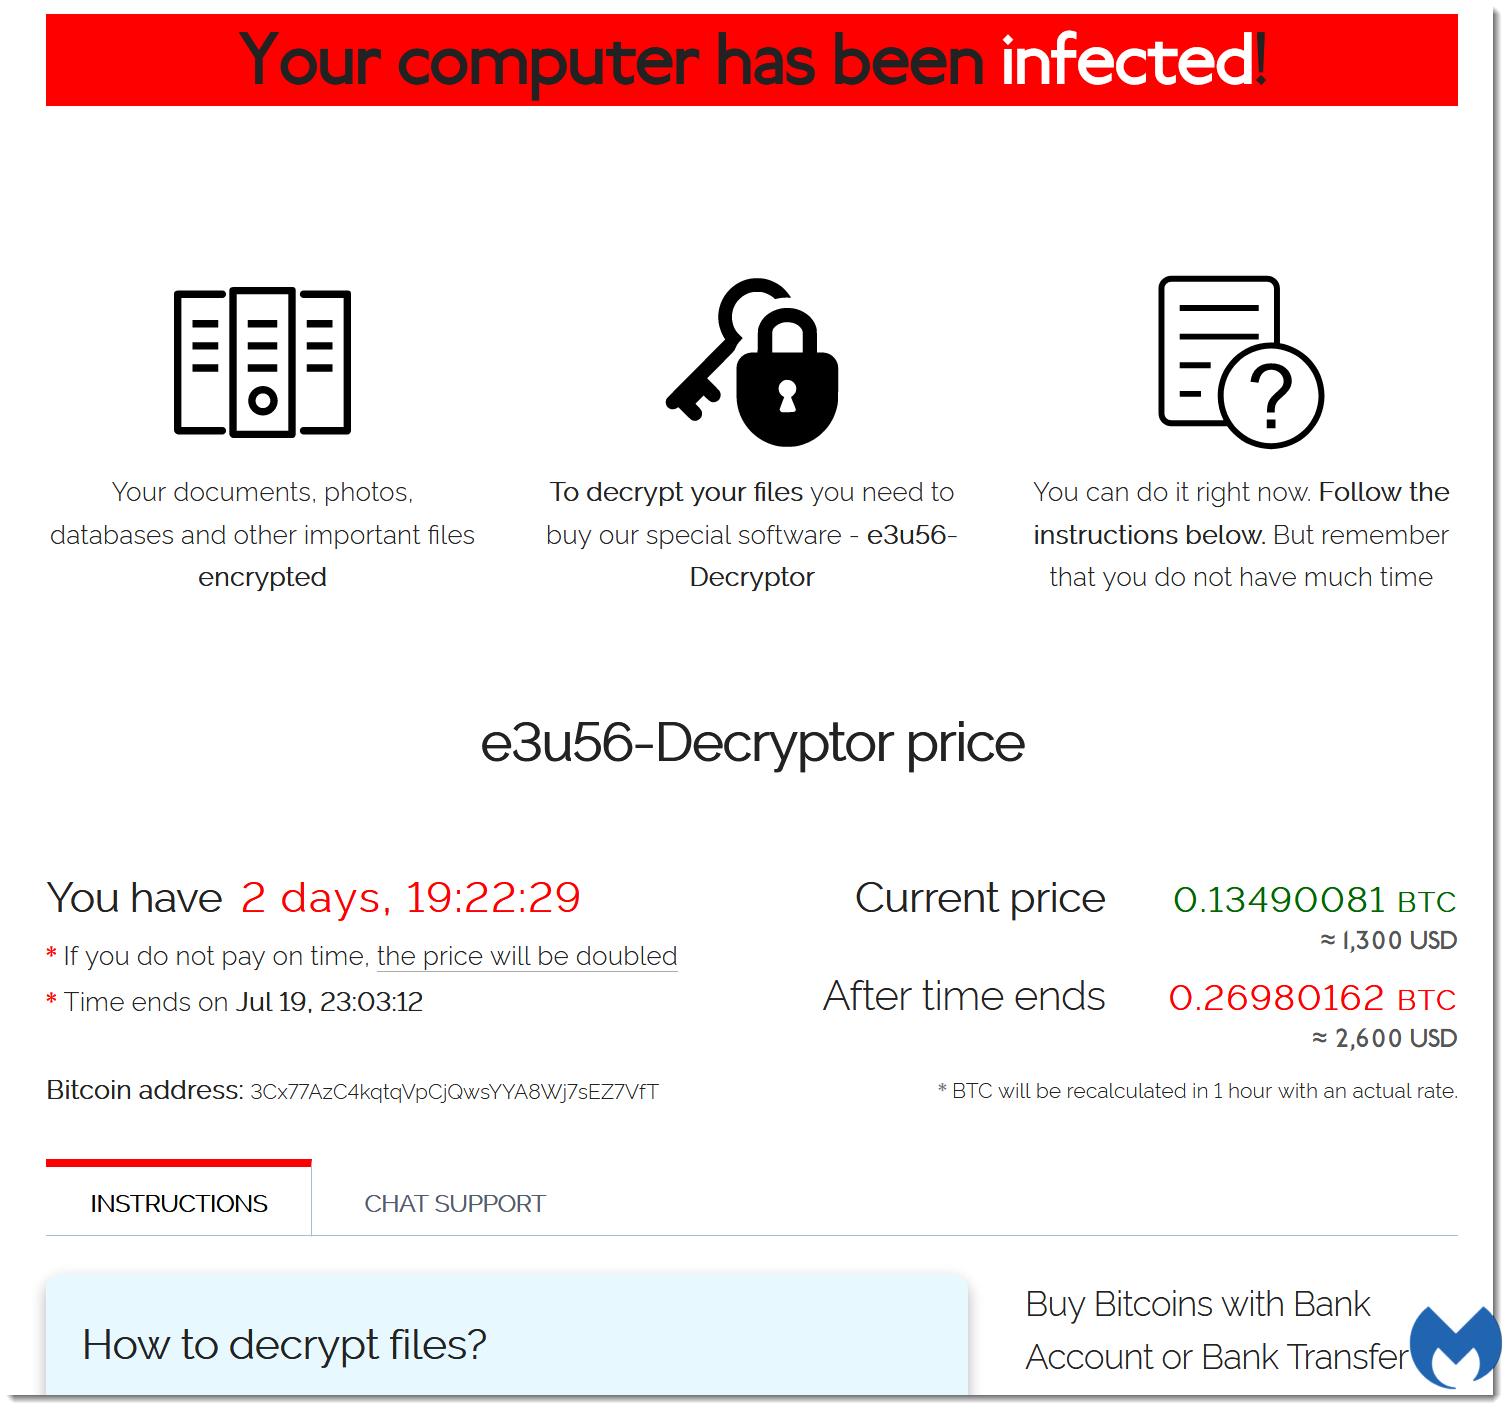 Your computer has been infected!
Your documents, photos,
databases and other important files
encrypted
To decrypt your files you need to
buy our special software - e3u56-
Decryptor
You can do it right now. Follow the
instructions below. But remember
that you do not have much time
e3u56-Decryptor price
You have 2 days, 19:22:29
* If you do not pay on time, the price will be doubled
* Time ends on Jul 19, 23:03:12
Current price 0.13490081 BTC
≈ 1,300 USD
After time ends 0.26980162 BTC
≈ 2,600 USD
Bitcoin address: 3Cx77AzC4kqtqVpCjQwsYYA8Wj7sEZ7VfT
* BTC will be recalculated in 1 hour with an actual rate.
INSTRUCTIONS
CHAT SUPPORT
How to decrypt files?
Buy Bitcoins with Bank
Account or Bank Transfer